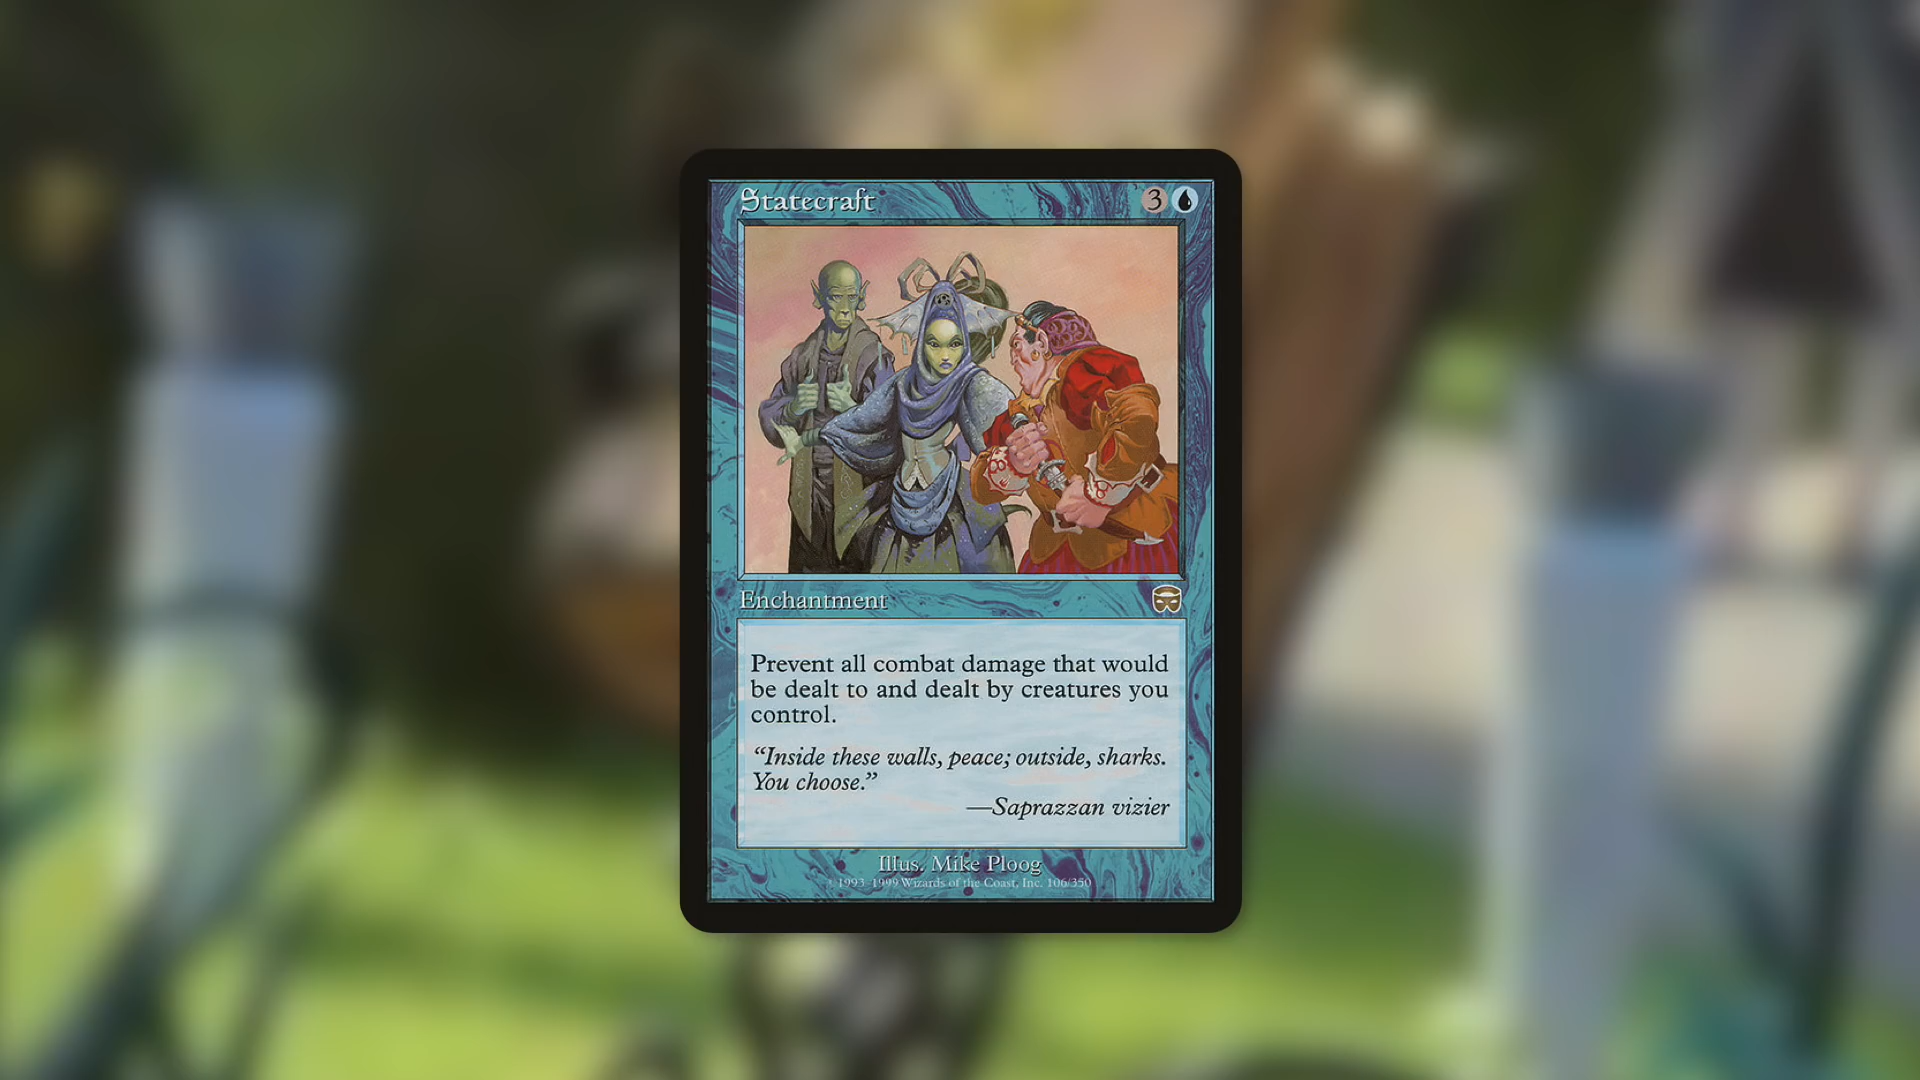 Statecraft 3
Enchantment
Prevent all combat damage that would
be dealt to and dealt by creatures you
control.
“Inside these walls, peace; outside, sharks.
You choose.”
—Saprazzan vizier
Illus. Mike Ploog
©1993–1999 Wizards of the Coast, Inc. 106/350